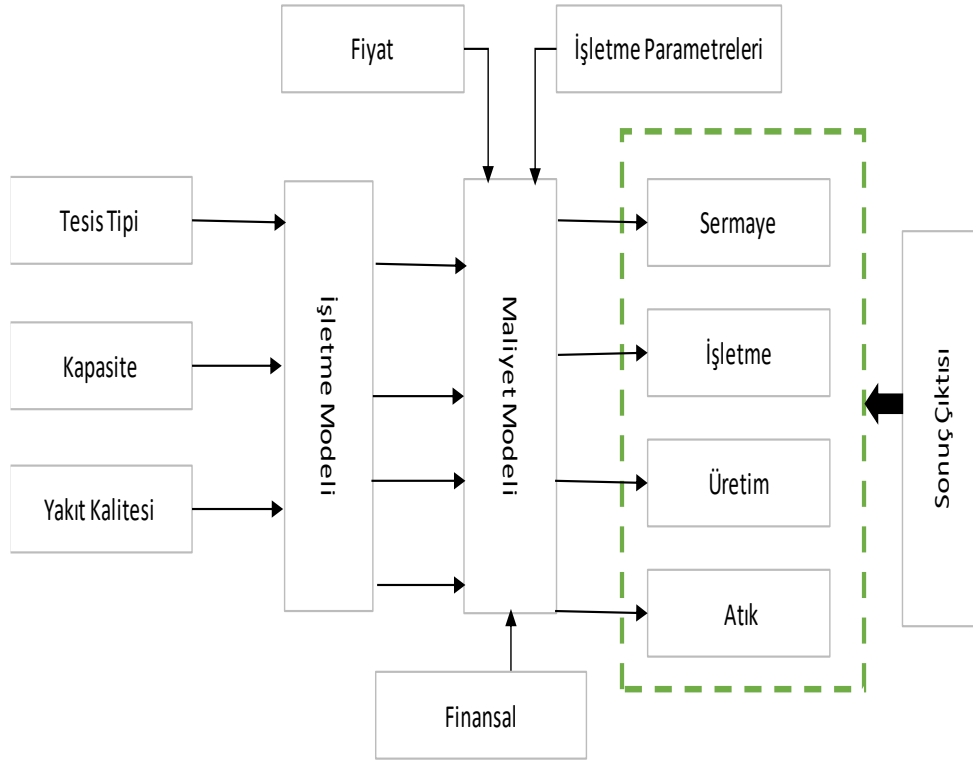 Fiyat
İşletme Parametreleri
Tesis Tipi
Kapasite
Yakıt Kalitesi
İşletme Modeli
Maliyet Modeli
Sermaye
İşletme
Üretim
Atık
Sonuç Çıktısı
Finansal